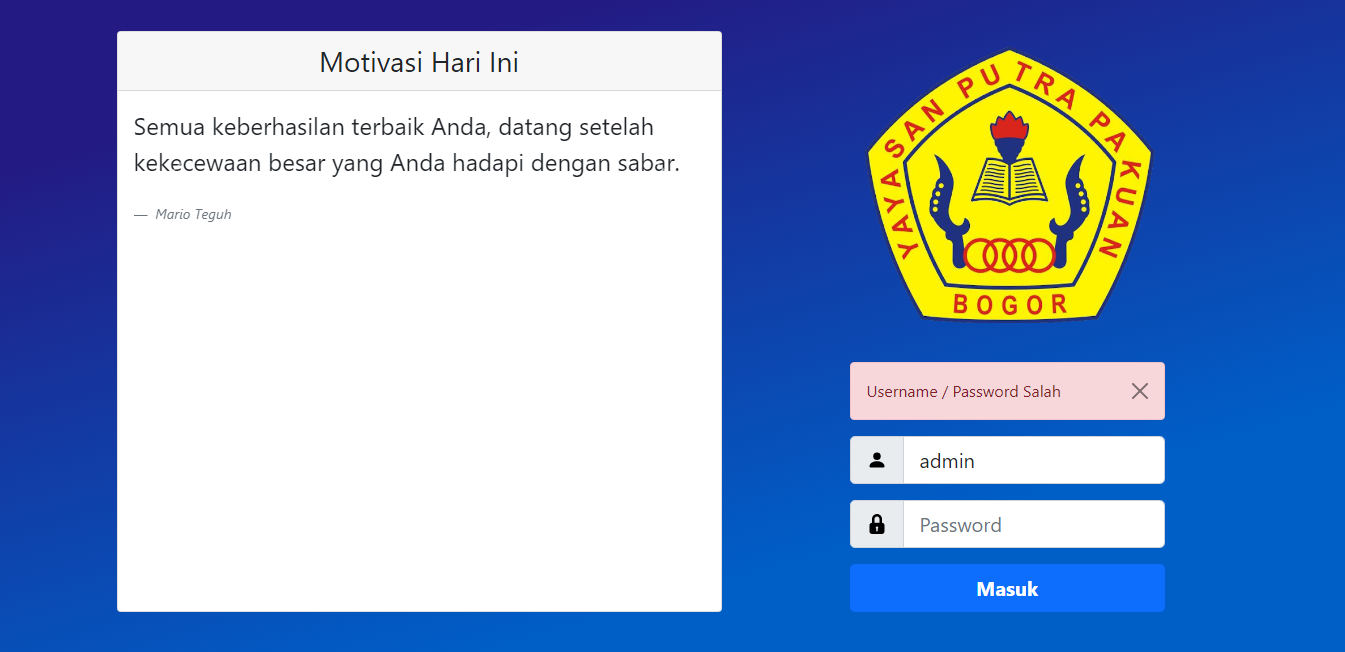 Motivasi Hari Ini
Semua keberhasilan terbaik Anda, datang setelah
kekecewaan besar yang Anda hadapi dengan sabar.
— Mario Teguh
YAYASAN PUTRA PAKUAN
BOGOR
Username / Password Salah
admin
Password
Masuk